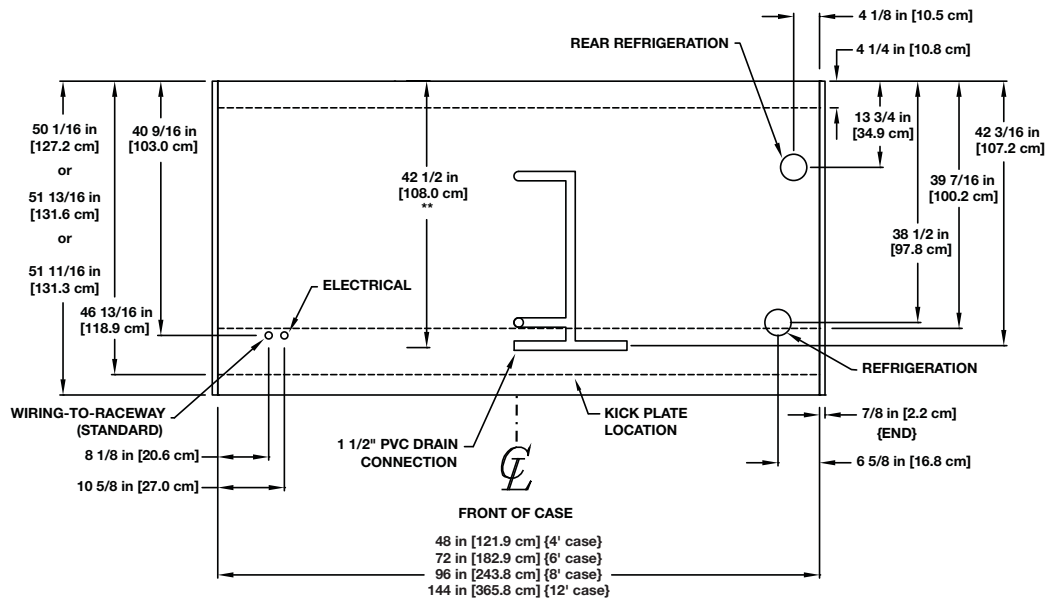 4 1/8 in [10.5 cm]
REAR REFRIGERATION
4 1/4 in [10.8 cm]
50 1/16 in
[127.2 cm]
or
51 13/16 in
[131.6 cm]
or
51 11/16 in
[131.3 cm]
40 9/16 in
[103.0 cm]
13 3/4 in
[34.9 cm]
42 3/16 in
[107.2 cm]
42 1/2 in
[108.0 cm]
**
39 7/16 in
[100.2 cm]
38 1/2 in
[97.8 cm]
ELECTRICAL
46 13/16 in
[118.9 cm]
REFRIGERATION
WIRING-TO-RACEWAY
(STANDARD)
KICK PLATE
LOCATION
7/8 in [2.2 cm]
{END}
1 1/2" PVC DRAIN
CONNECTION
8 1/8 in [20.6 cm]
6 5/8 in [16.8 cm]
10 5/8 in [27.0 cm]
℄
FRONT OF CASE
48 in [121.9 cm] {4' case}
72 in [182.9 cm] {6' case}
96 in [243.8 cm] {8' case}
144 in [365.8 cm] {12' case}